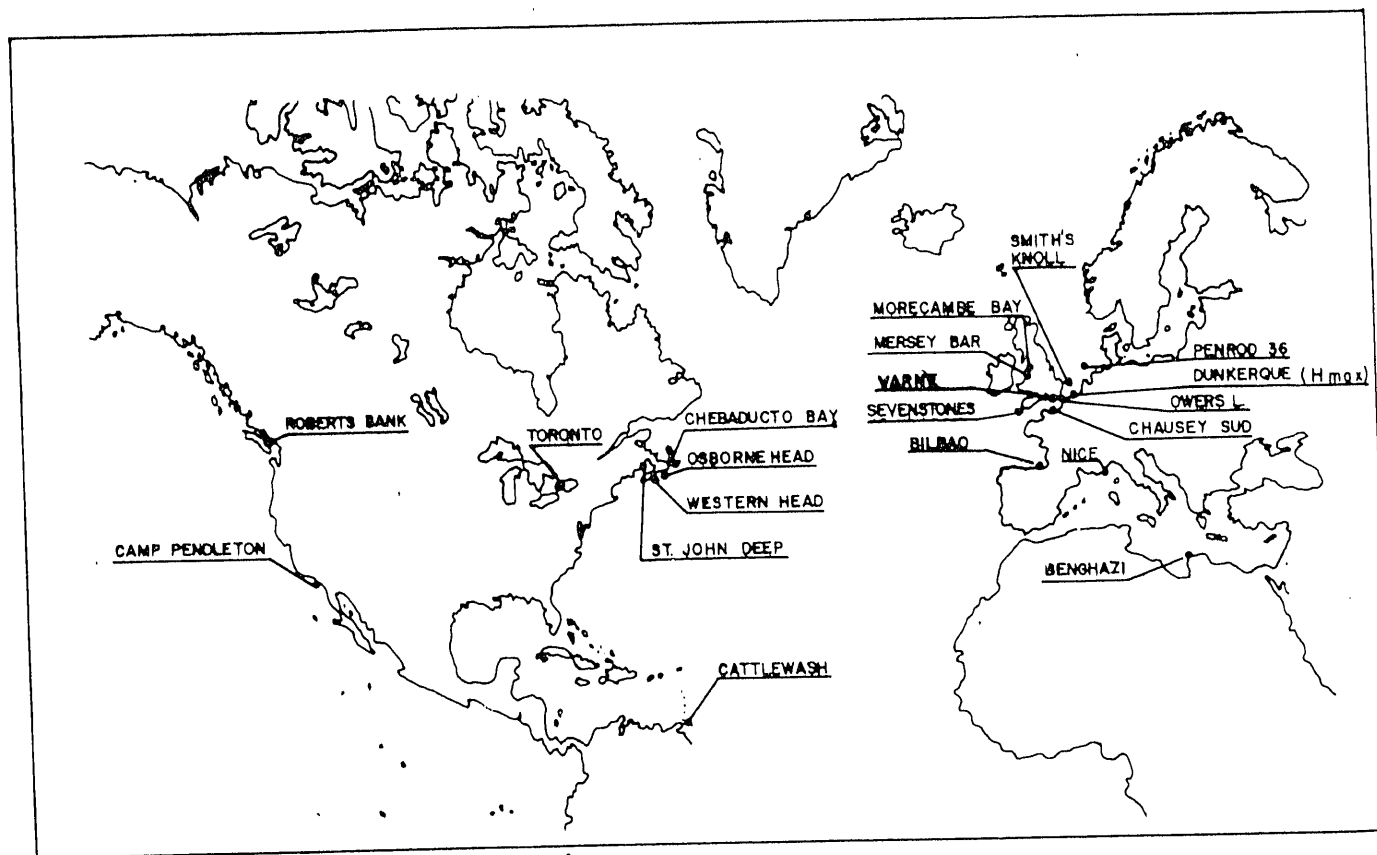 SMITH'S
KNOLL
MORECAMBE BAY
MERSEY BAR
PENROD 36
VARNE
DUNKERQUE (Hmax)
SEVENSTONES
OWERS L.
CHAUSEY SUD
ROBERTS BANK
TORONTO
CHEBADUCTO BAY
BILBAO
NICE
OSBORNE HEAD
WESTERN HEAD
CAMP PENDLETON
ST. JOHN DEEP
BENGHAZI
CATTLEWASH